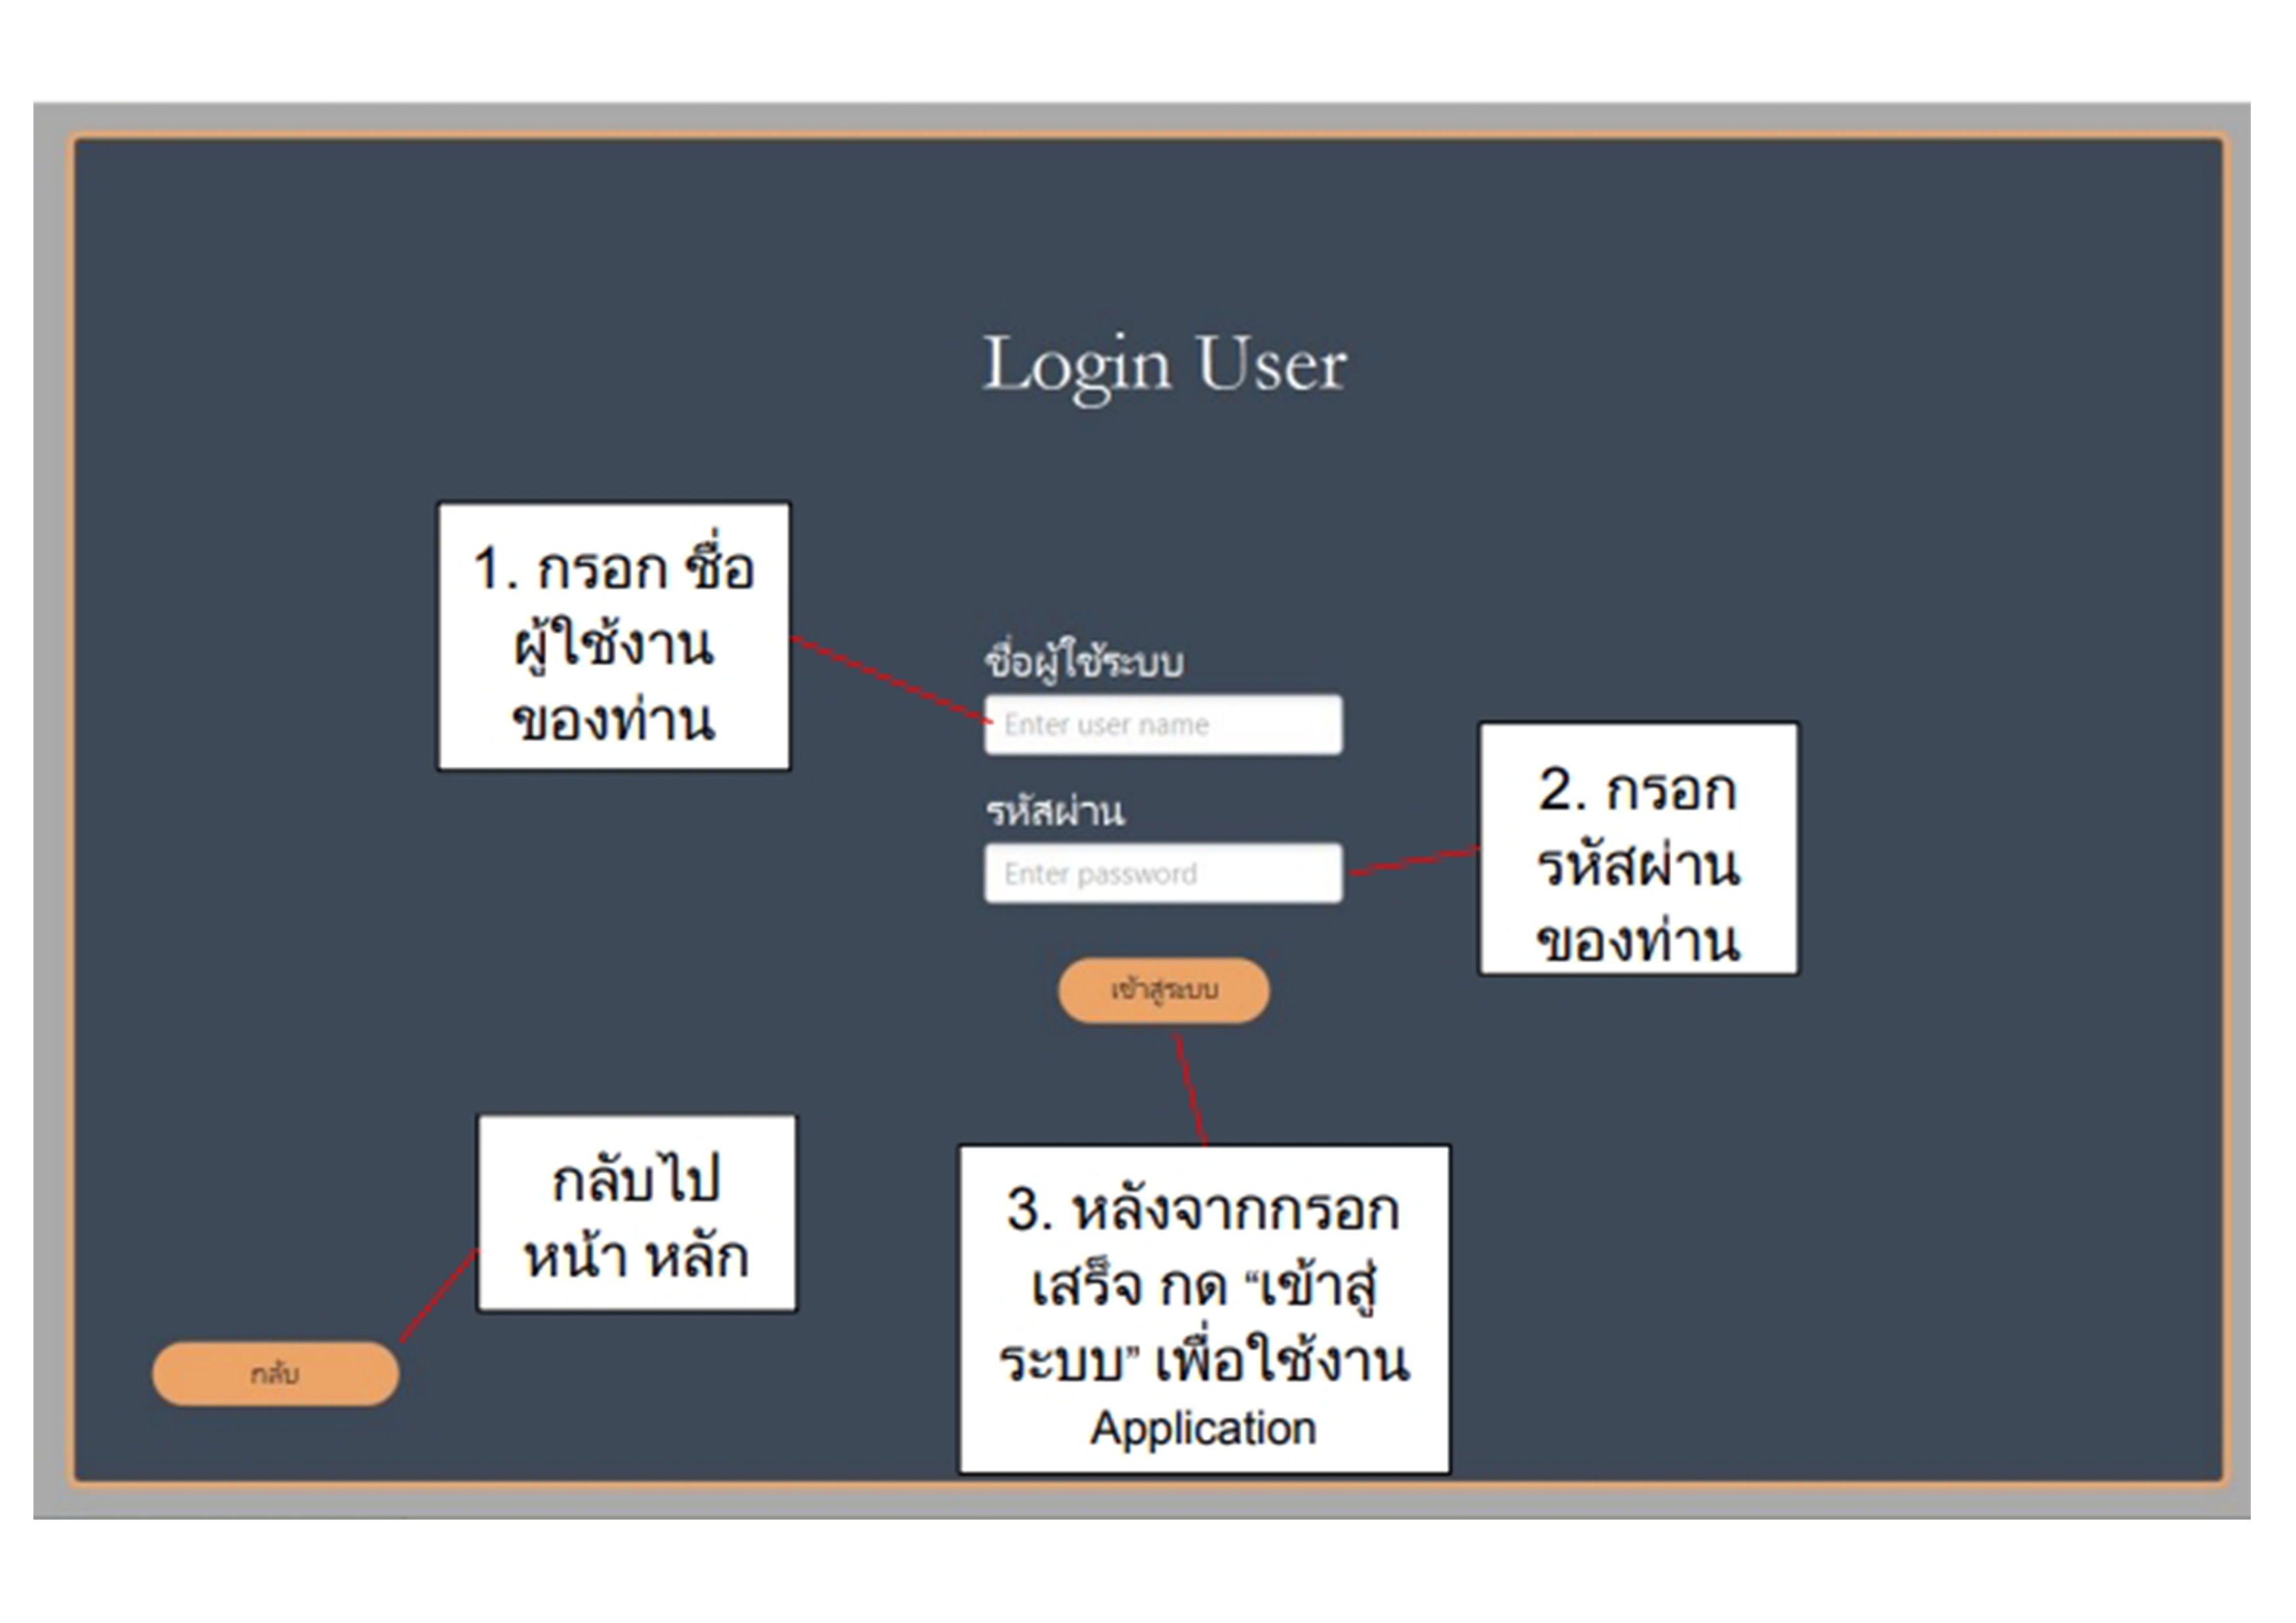 Login User
1. กรอก ชื่อ
ผู้ใช้งาน
ของท่าน
ชื่อผู้ใช้ระบบ
Enter user name
รหัสผ่าน
Enter password
2. กรอก
รหัสผ่าน
ของท่าน
เข้าสู่ระบบ
กลับไป
หน้า หลัก
3. หลังจากกรอก
เสร็จ กด “เข้าสู่
ระบบ” เพื่อใช้งาน
Application
กลับ